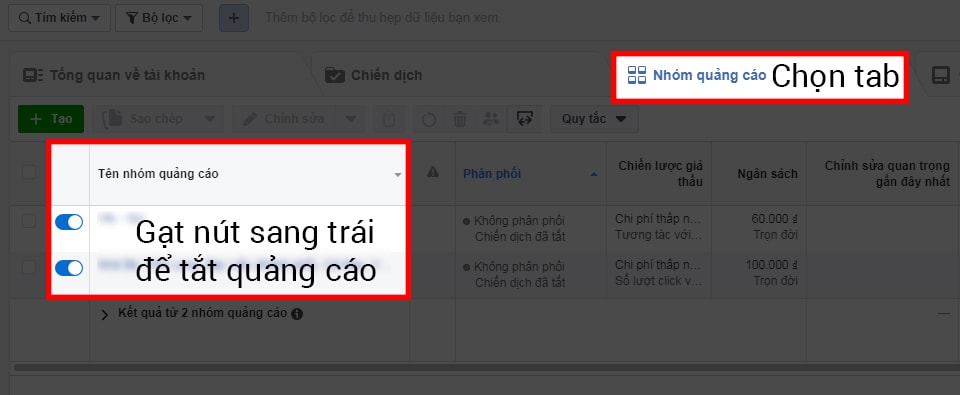 Tìm kiếm
Bộ lọc
Thêm bộ lọc để thu hẹp dữ liệu bạn xem.
Tổng quan về tài khoản
Chiến dịch
Nhóm quảng cáo
Chọn tab
+ Tạo
Sao chép
Chỉnh sửa
Quy tắc
Tên nhóm quảng cáo
Phân phối
Chiến lược giá thầu
Ngân sách
Chỉnh sửa quan trọng gần đây nhất
Không phân phối
Chiến dịch đã tắt
Chi phí thấp n...
Tương tác với...
60.000 ₫
Trọn đời
Gạt nút sang trái
để tắt quảng cáo
Không phân phối
Chiến dịch đã tắt
Chi phí thấp n...
Số lượt click v...
100.000 ₫
Trọn đời
Kết quả từ 2 nhóm quảng cáo
—